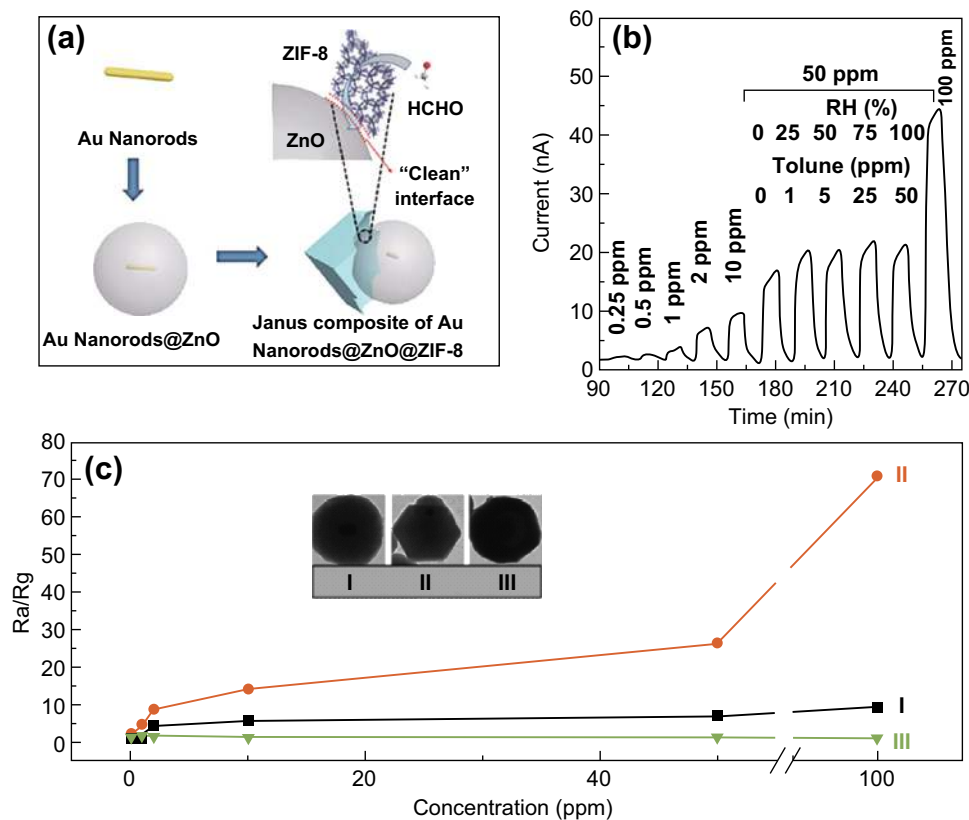 (a)
ZIF-8
HCHO
Au Nanorods
ZnO
“Clean”
interface
Au Nanorods@ZnO
Janus composite of Au
Nanorods@ZnO@ZIF-8
(b)
60
50
40
30
20
10
0
Current (nA)
90 120 150 180 210 240 270
Time (min)
0.25 ppm
0.5 ppm
1 ppm
2 ppm
10 ppm
50 ppm
100 ppm
RH (%)
0 25 50 75 100
Tolune (ppm)
0 1 5 25 50
(c)
80
70
60
50
40
30
20
10
0
Ra/Rg
I II III
II
I
III
0 20 40 100
Concentration (ppm)